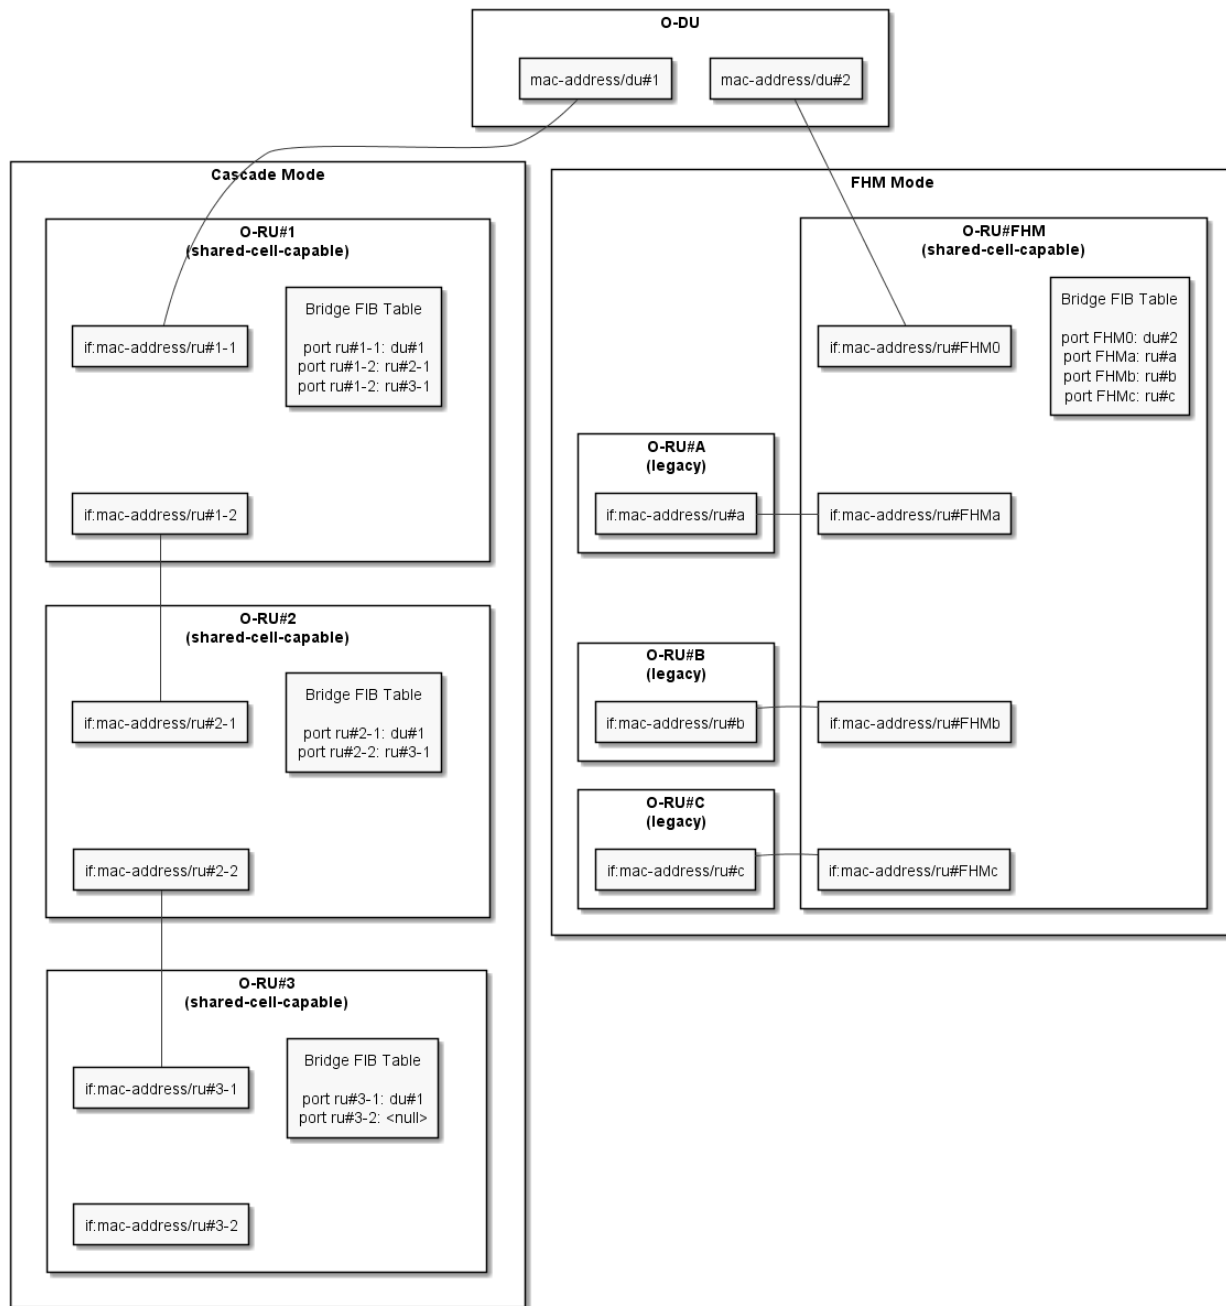 O-DU
mac-address/du#1
mac-address/du#2
Cascade Mode
O-RU#1
(shared-cell-capable)
if:mac-address/ru#1-1
Bridge FIB Table
port ru#1-1: du#1
port ru#1-2: ru#2-1
port ru#1-2: ru#3-1
if:mac-address/ru#1-2
O-RU#2
(shared-cell-capable)
if:mac-address/ru#2-1
Bridge FIB Table
port ru#2-1: du#1
port ru#2-2: ru#3-1
if:mac-address/ru#2-2
O-RU#3
(shared-cell-capable)
if:mac-address/ru#3-1
Bridge FIB Table
port ru#3-1: du#1
port ru#3-2: <null>
if:mac-address/ru#3-2
FHM Mode
O-RU#FHM
(shared-cell-capable)
if:mac-address/ru#FHM0
Bridge FIB Table
port FHM0: du#2
port FHMa: ru#a
port FHMb: ru#b
port FHMc: ru#c
O-RU#A
(legacy)
if:mac-address/ru#a
if:mac-address/ru#FHMa
O-RU#B
(legacy)
if:mac-address/ru#b
if:mac-address/ru#FHMb
O-RU#C
(legacy)
if:mac-address/ru#c
if:mac-address/ru#FHMc